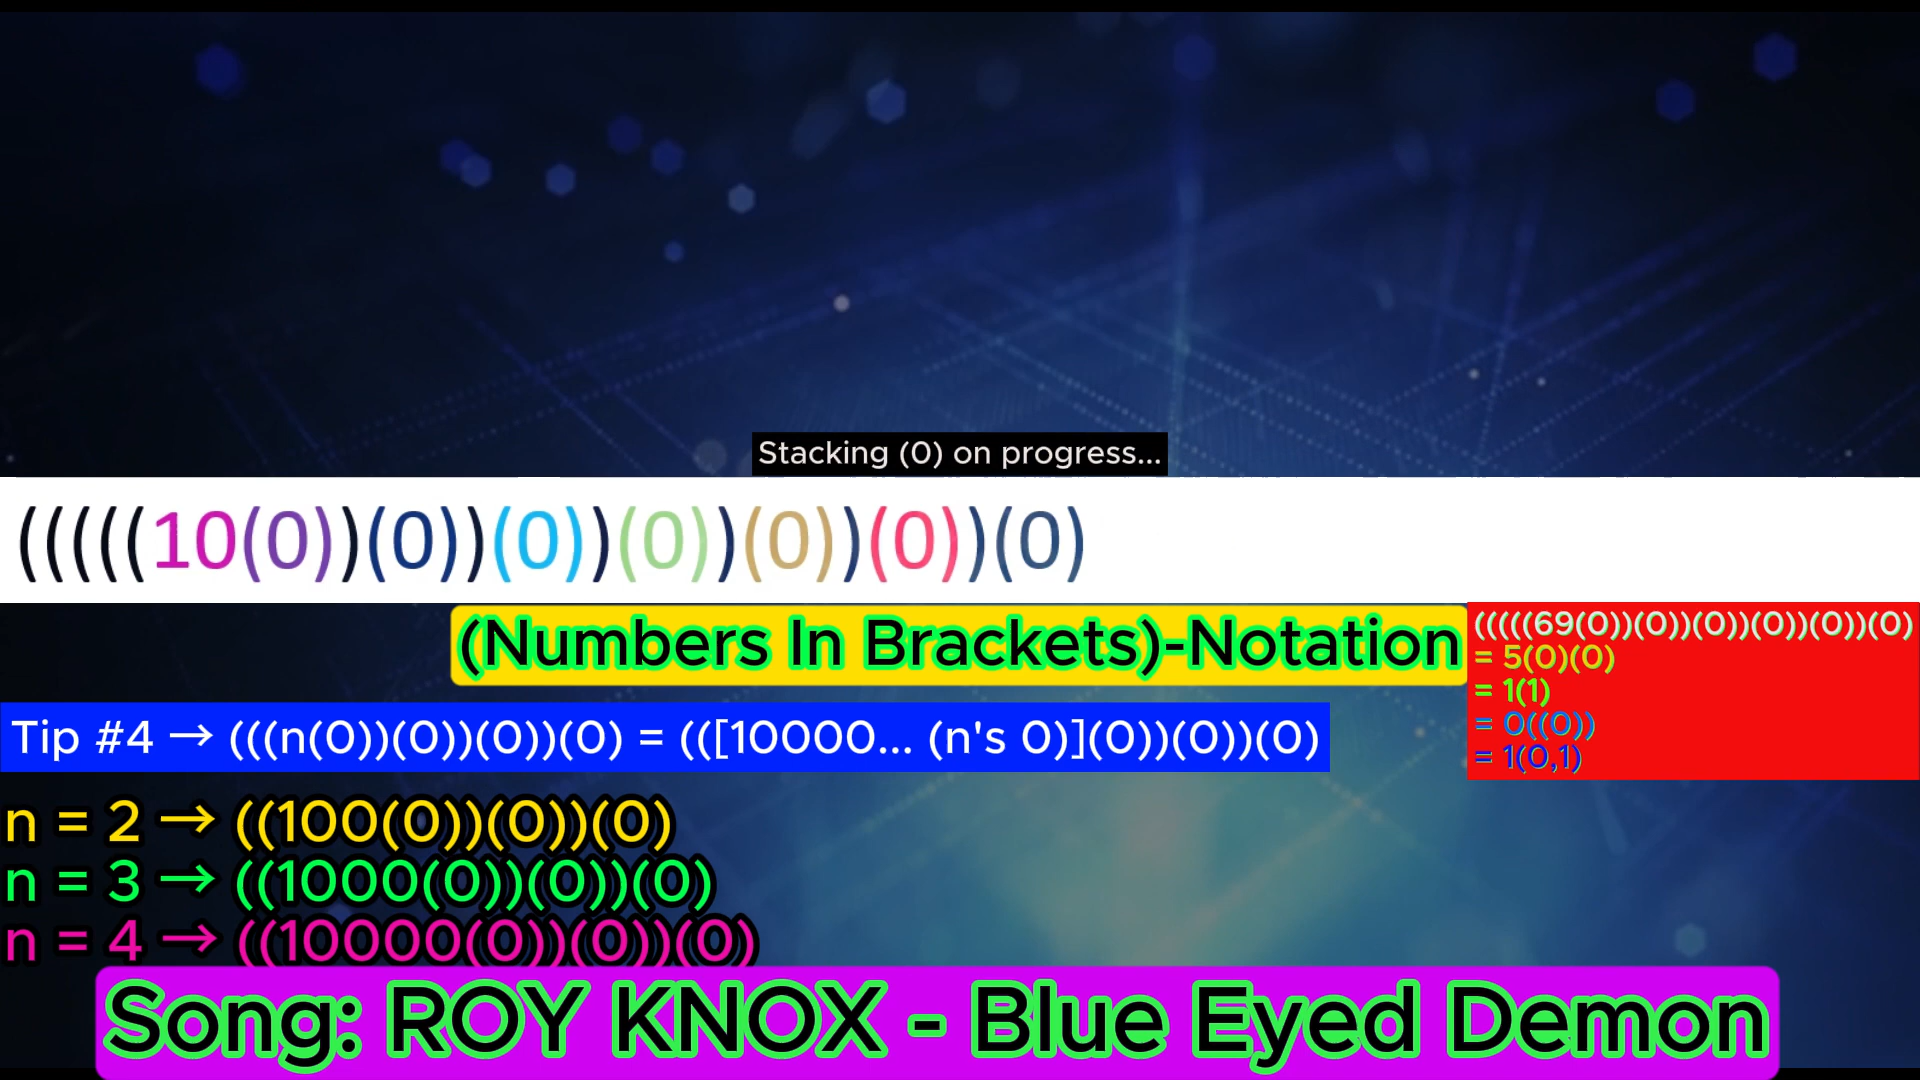 Stacking (0) on progress...
(((((10(0))(0))(0))(0))(0))(0))(0)
(Numbers In Brackets)-Notation
(((((69(0))(0))(0))(0))(0))(0)
= 5(0)(0)
= 1(1)
= 0((0))
= 1(0,1)
Tip #4 → (((n(0))(0))(0))(0) = (([10000... (n's 0)](0))(0))(0)
n = 2 → ((100(0))(0))(0)
n = 3 → ((1000(0))(0))(0)
n = 4 → ((10000(0))(0))(0)
Song: ROY KNOX - Blue Eyed Demon